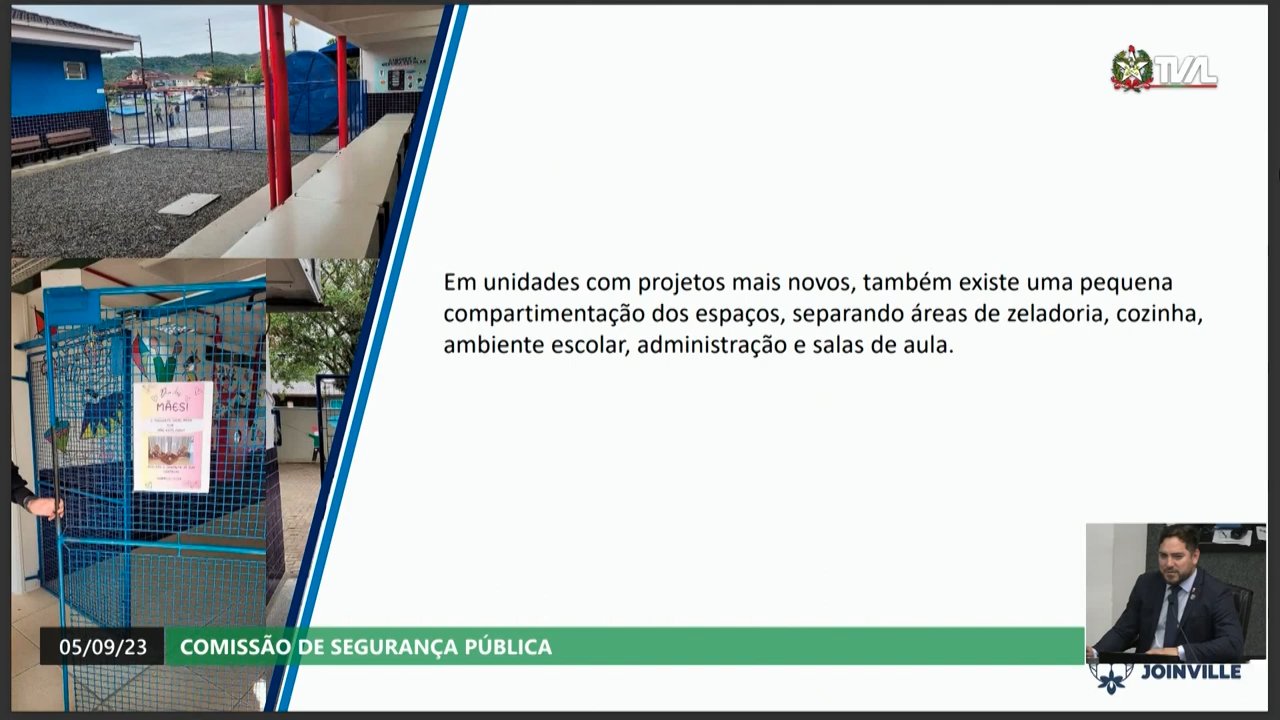 TVAL
Em unidades com projetos mais novos, também existe uma pequena
compartimentação dos espaços, separando áreas de zeladoria, cozinha,
ambiente escolar, administração e salas de aula.
MÃES!
05/09/23 COMISSÃO DE SEGURANÇA PÚBLICA
JOINVILLE